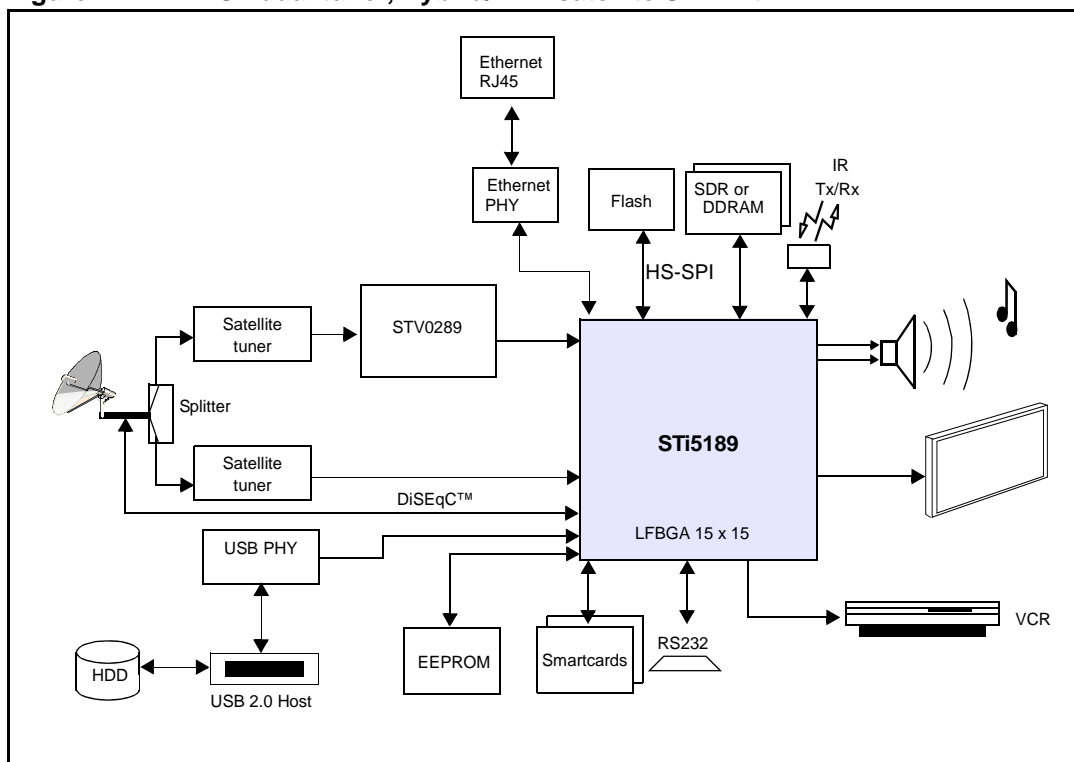 Ethernet
RJ45
Ethernet
PHY
Flash
SDR or
DDRAM
IR
Tx/Rx
HS-SPI
Satellite
tuner
STV0289
Splitter
STi5189
Satellite
tuner
DiSEqC™
LFBGA 15 x 15
USB PHY
EEPROM
Smartcards
RS232
VCR
HDD
USB 2.0 Host